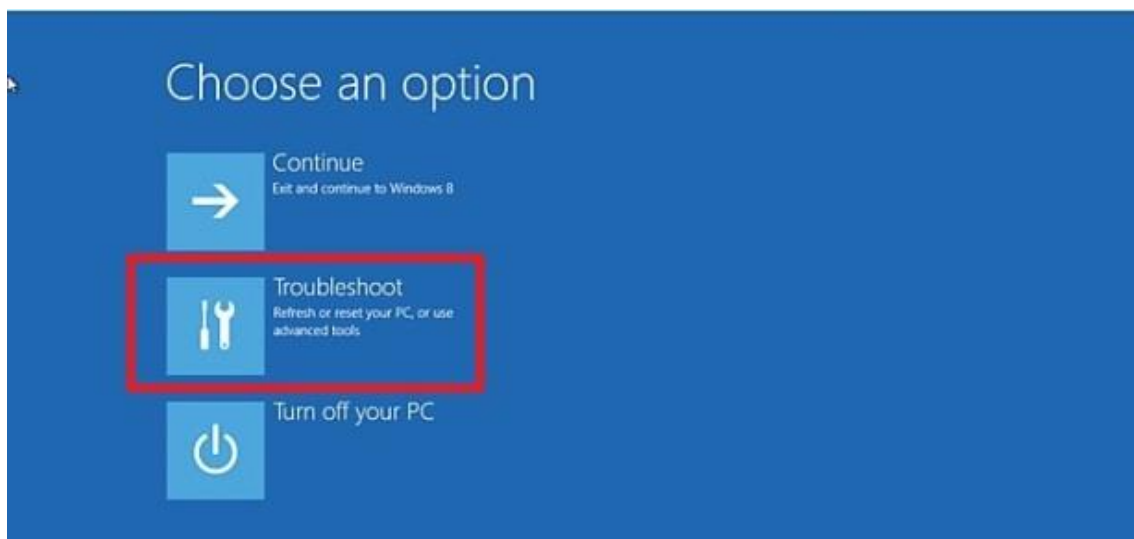 Choose an option
Continue
Exit and continue to Windows 8
Troubleshoot
Refresh or reset your PC, or use
advanced tools
Turn off your PC